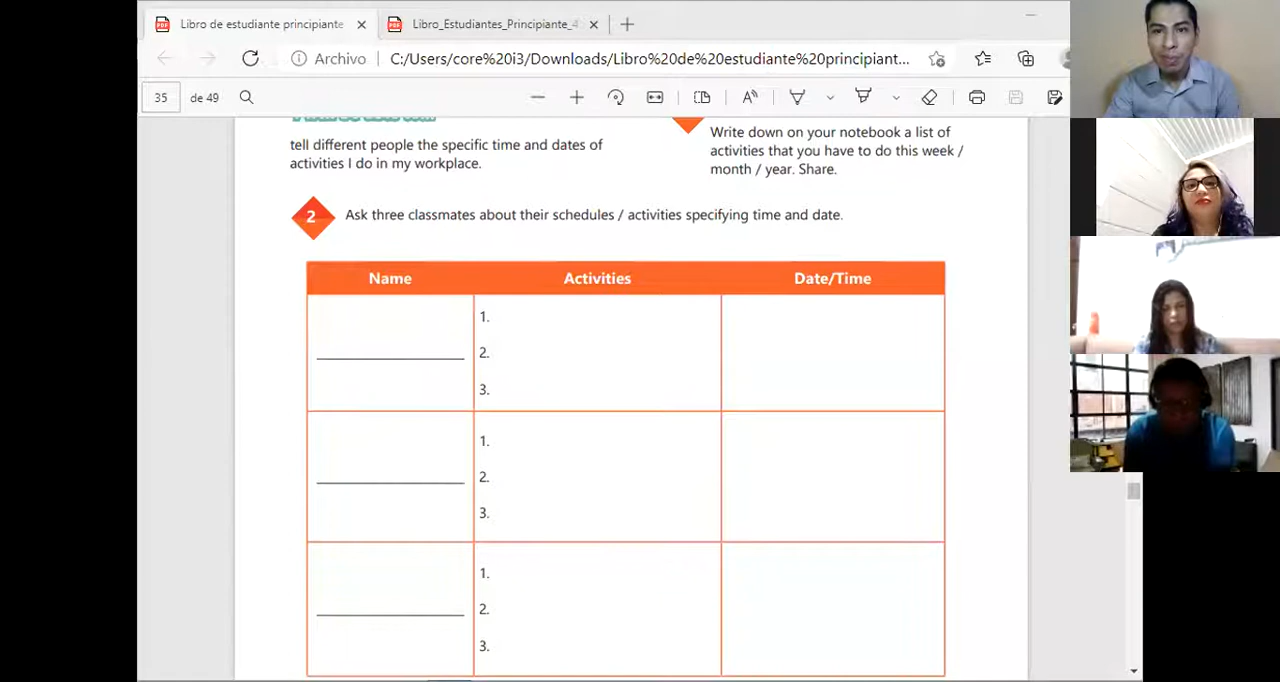 Libro de estudiante principiante
Libro_Estudiantes_Principiante_4
Archivo
C:/Users/core%20i3/Downloads/Libro%20de%20estudiante%20principiant...
35
de 49
tell different people the specific time and dates of
activities I do in my workplace.
Write down on your notebook a list of
activities that you have to do this week /
month / year. Share.
2
Ask three classmates about their schedules / activities specifying time and date.
Name
Activities
Date/Time
1.
2.
3.
1.
2.
3.
1.
2.
3.